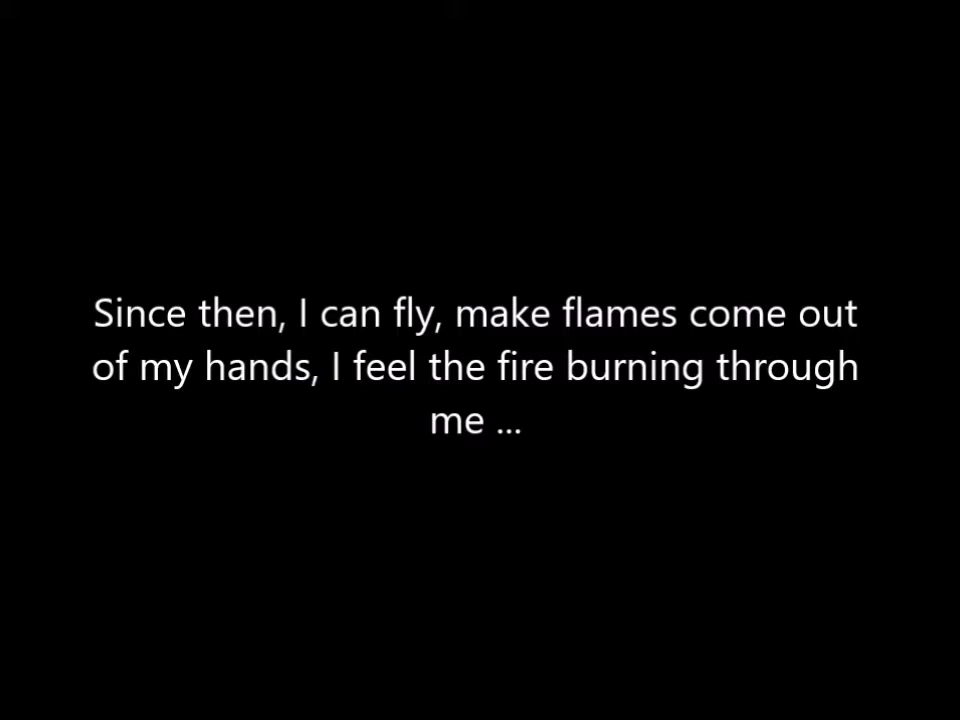 Since then, I can fly, make flames come out
of my hands, I feel the fire burning through
me ...